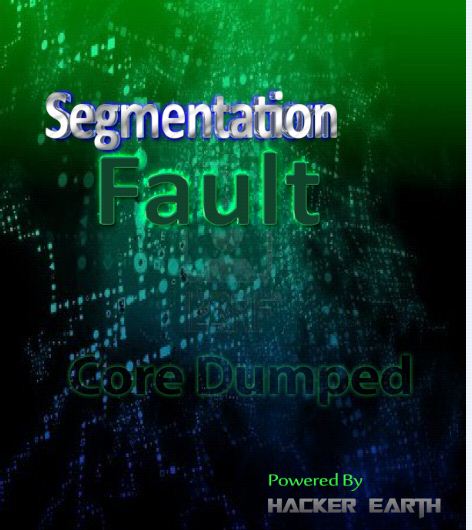 Segmentation
Fault
Core Dumped
Powered By
HACKER EARTH